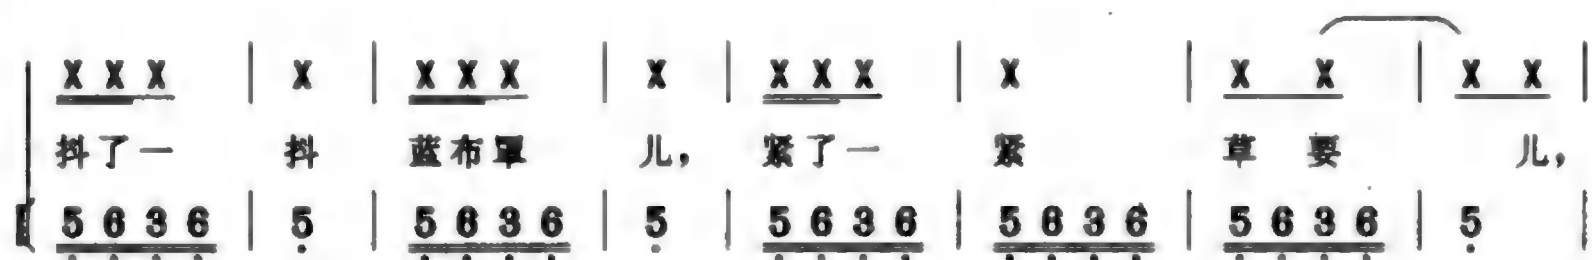 X X X | X | X X X | X | X X X | X | X X | X X |
抖了一 抖 蓝布罩 儿， 紧了一 紧 草 要 儿，
5 6 3 6 | 5 | 5 6 3 6 | 5 | 5 6 3 6 | 5 6 3 6 | 5 6 3 6 | 5 |